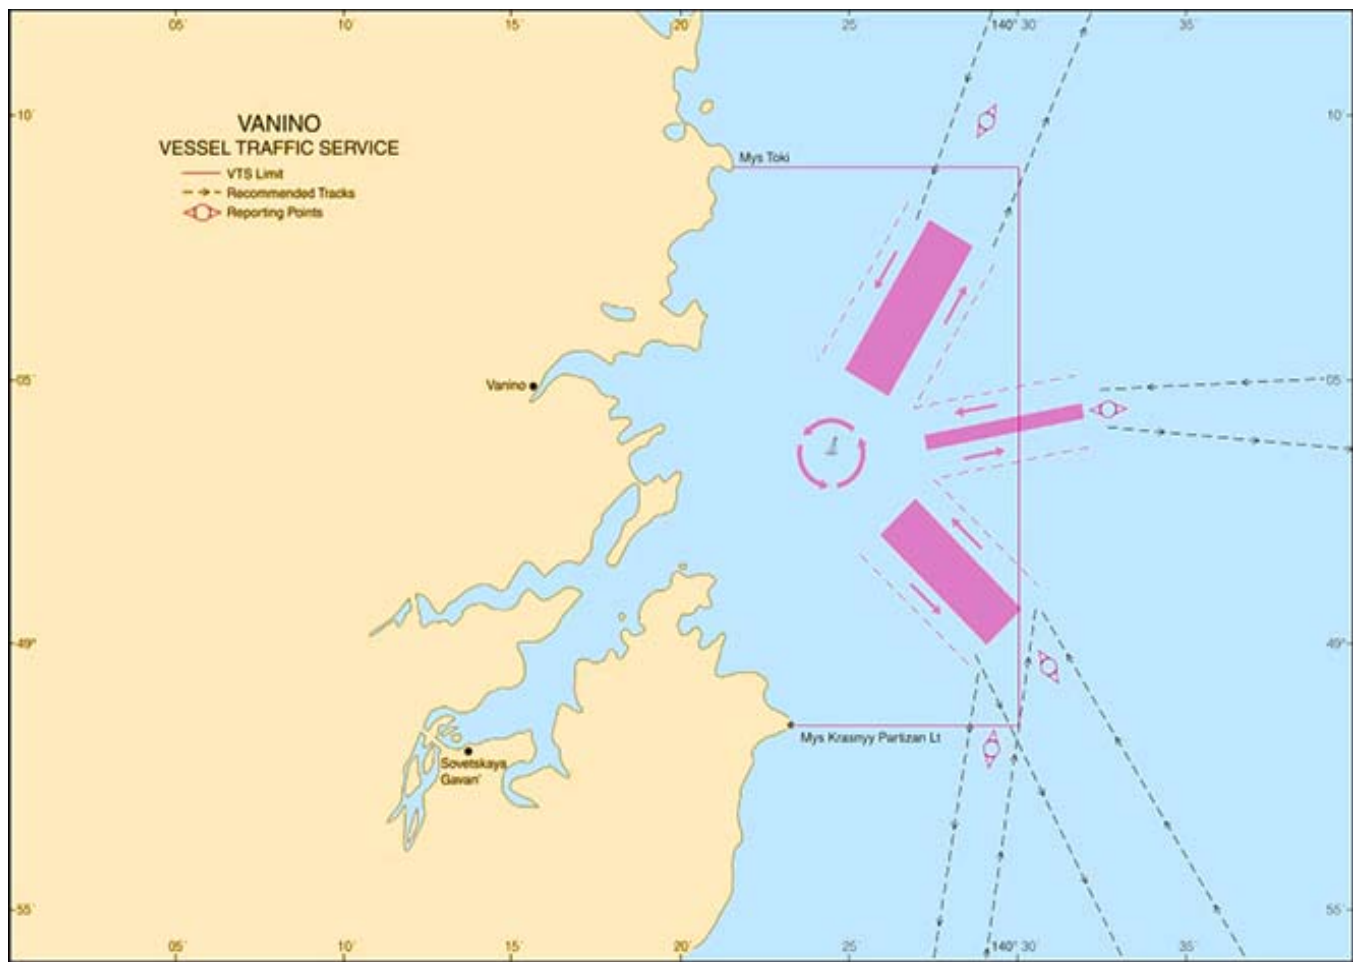 05´ 10´ 15´ 20´ 25´ 140° 30 35´
10´ 10´
VANINO
VESSEL TRAFFIC SERVICE
VTS Limit
Recommended Tracks
Reporting Points
Mys Toki
05´ 05´
Vanino
49° 49°
Mys Krasnyy Partizan Lt
Sovetskaya
Gavan'
55´ 55´
05´ 10´ 15´ 20´ 25´ 140° 30 35´